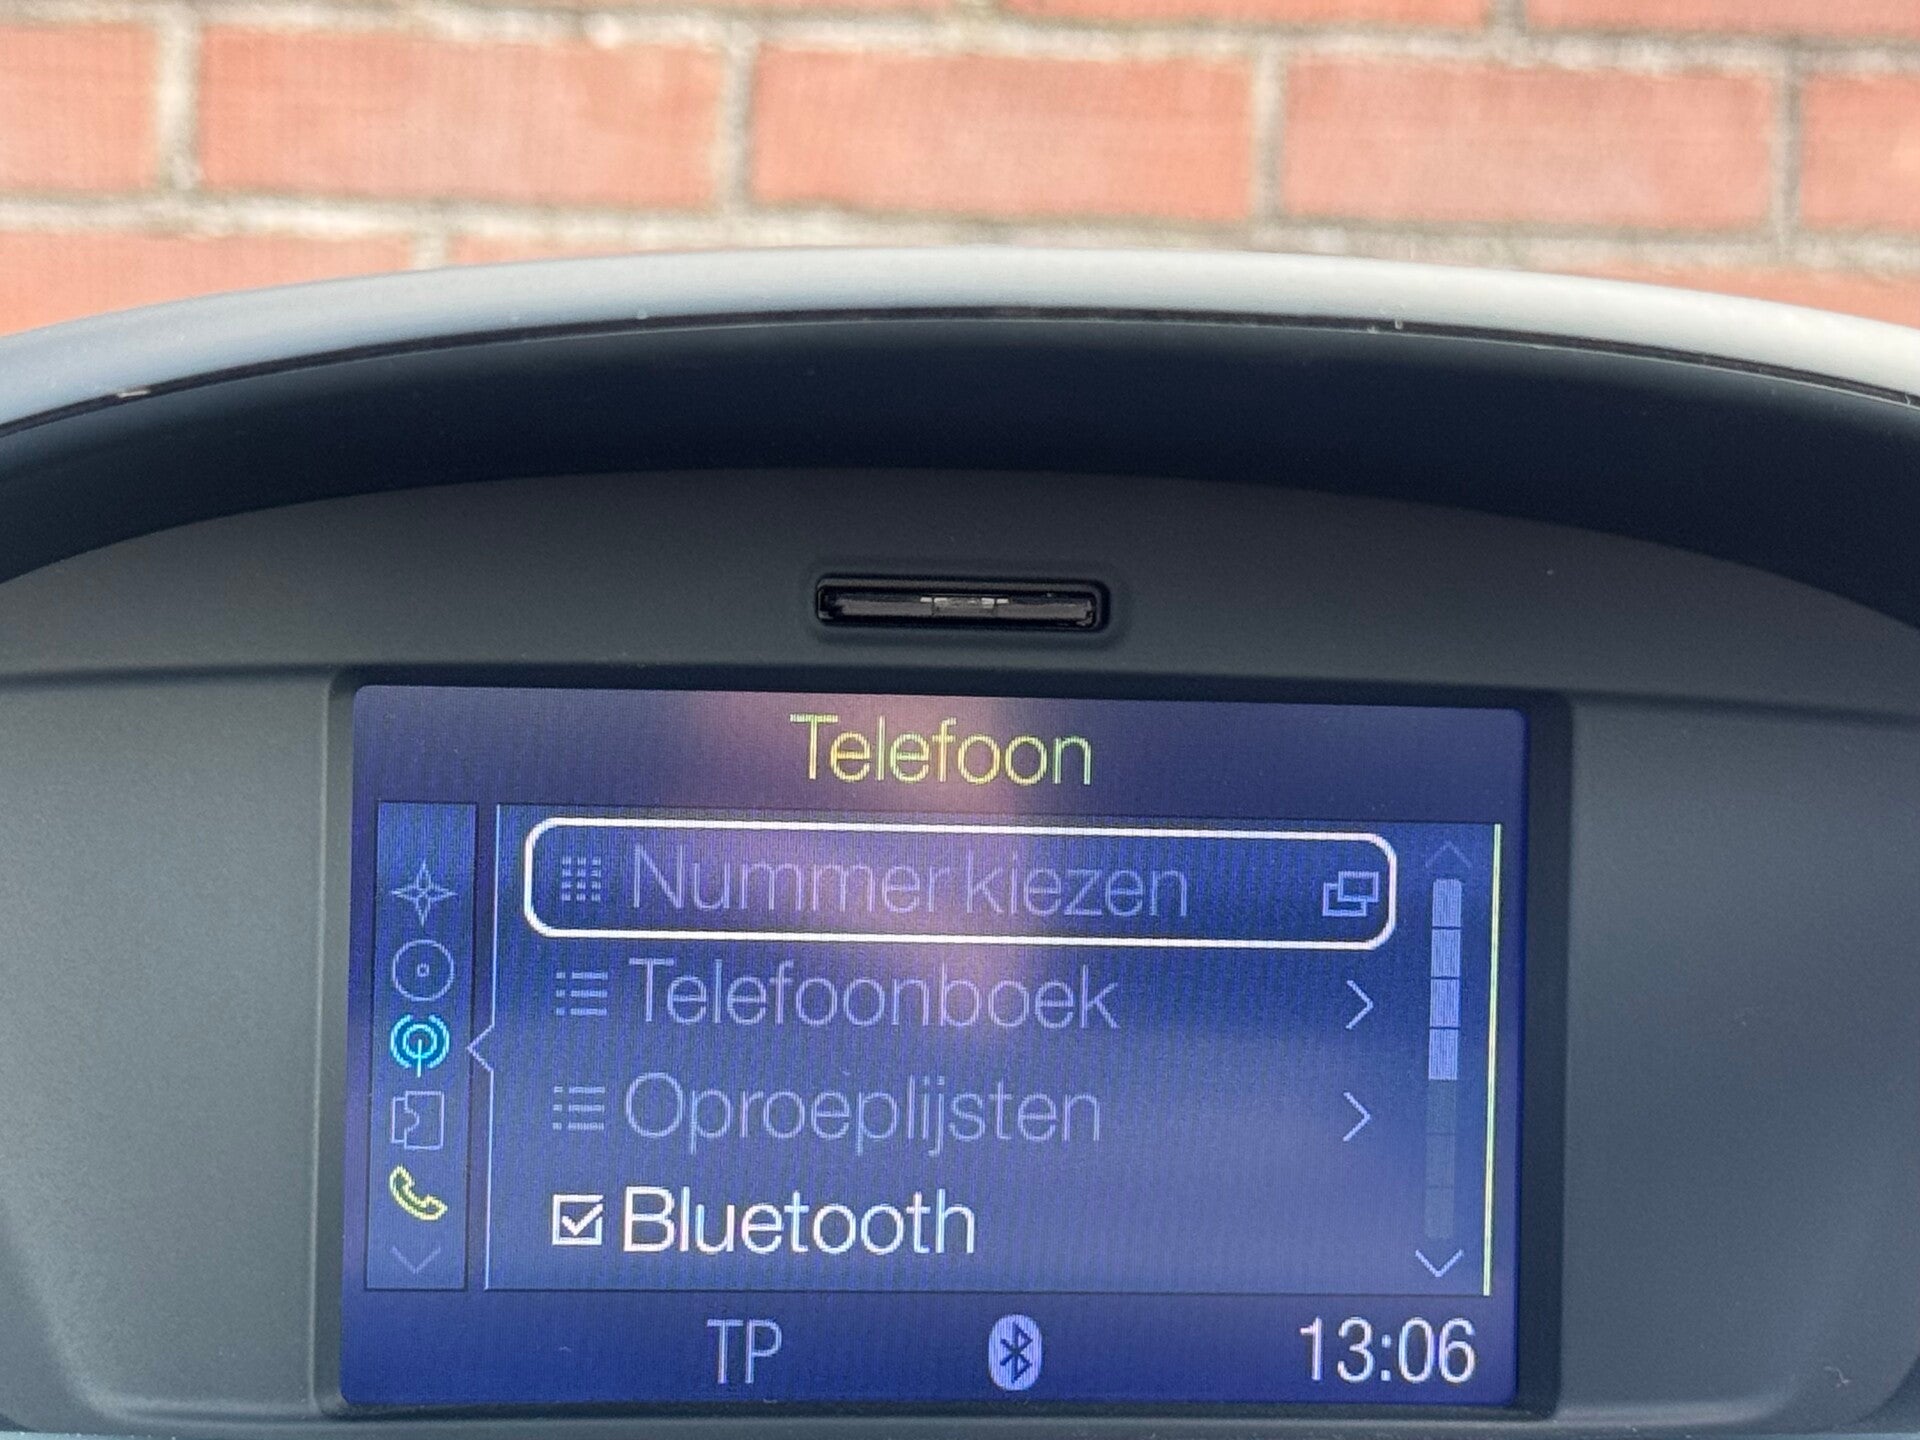 Telefoon
Nummer kiezen
Telefoonboek
Oproeplijsten
Bluetooth
TP
13:06